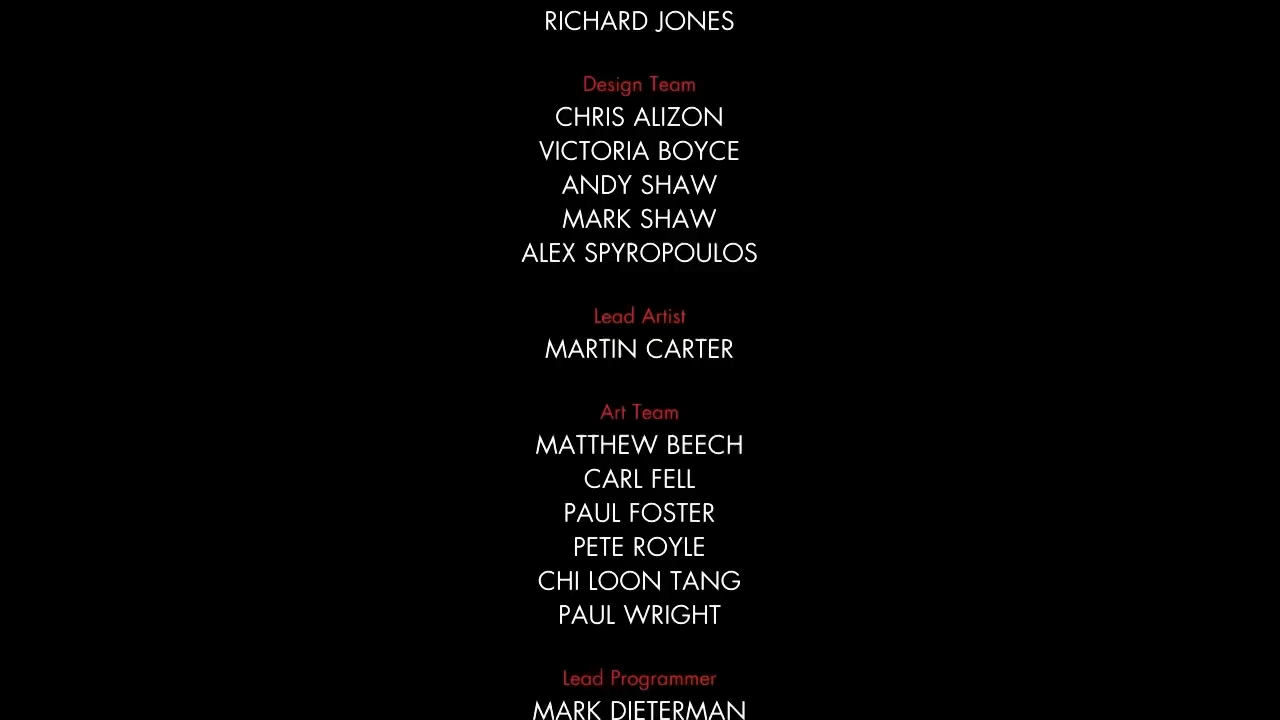 RICHARD JONES
Design Team
CHRIS ALIZON
VICTORIA BOYCE
ANDY SHAW
MARK SHAW
ALEX SPYROPOULOS
Lead Artist
MARTIN CARTER
Art Team
MATTHEW BEECH
CARL FELL
PAUL FOSTER
PETE ROYLE
CHI LOON TANG
PAUL WRIGHT
Lead Programmer
MARK DIETERMAN